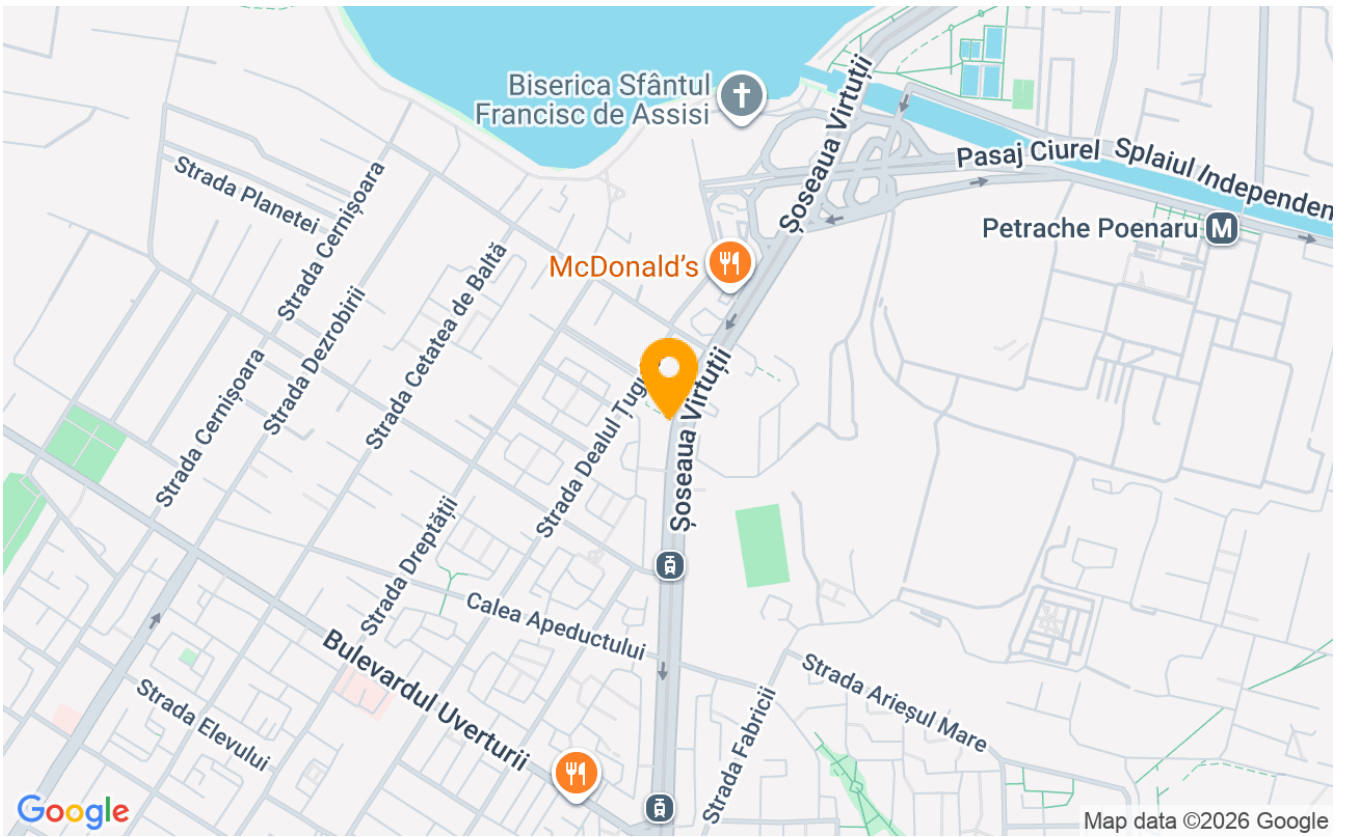 Biserica Sfântul
Francisc de Assisi
Șoseaua Virtuții
Pasaj Ciurel
Splaiul Independen
Petrache Poenaru
M
Strada Planetei
Strada Cernișoara
Strada Dezrobirii
Strada Cetatea de Baltă
McDonald's
Strada Cernișoara
Strada Dealul Țugu
Șoseaua Virtuții
Strada Dreptății
Calea Apeductului
Bulevardul Uverturii
Strada Elevului
Strada Fabricii
Strada Arieșul Mare
Google
Map data ©2026 Google